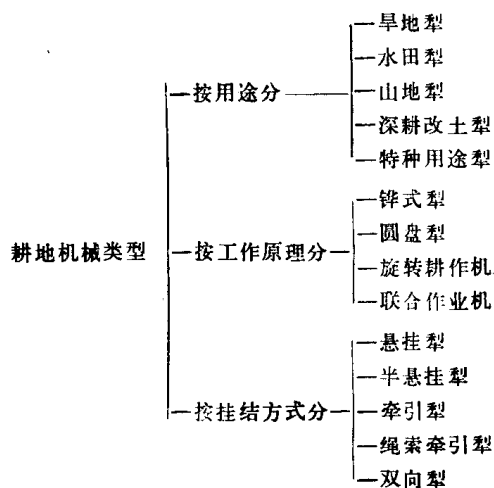 旱地犁
水田犁
按用途分
山地犁
深耕改土犁
特种用途犁
铧式犁
圆盘犁
耕地机械类型
按工作原理分
旋转耕作机
联合作业机
悬挂犁
半悬挂犁
按挂结方式分
牵引犁
绳索牵引犁
双向犁